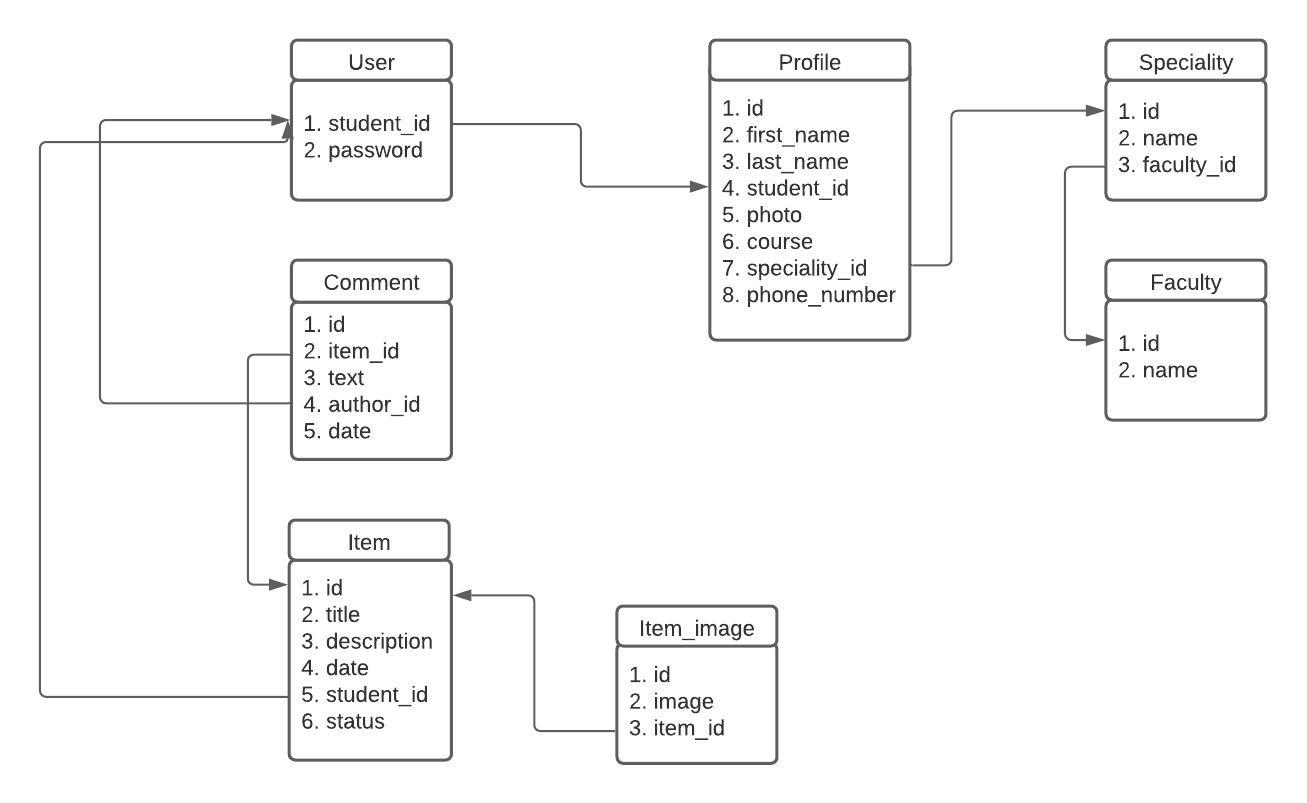 User
1. student_id
2. password
Profile
1. id
2. first_name
3. last_name
4. student_id
5. photo
6. course
7. speciality_id
8. phone_number
Speciality
1. id
2. name
3. faculty_id
Comment
1. id
2. item_id
3. text
4. author_id
5. date
Faculty
1. id
2. name
Item
1. id
2. title
3. description
4. date
5. student_id
6. status
Item_image
1. id
2. image
3. item_id